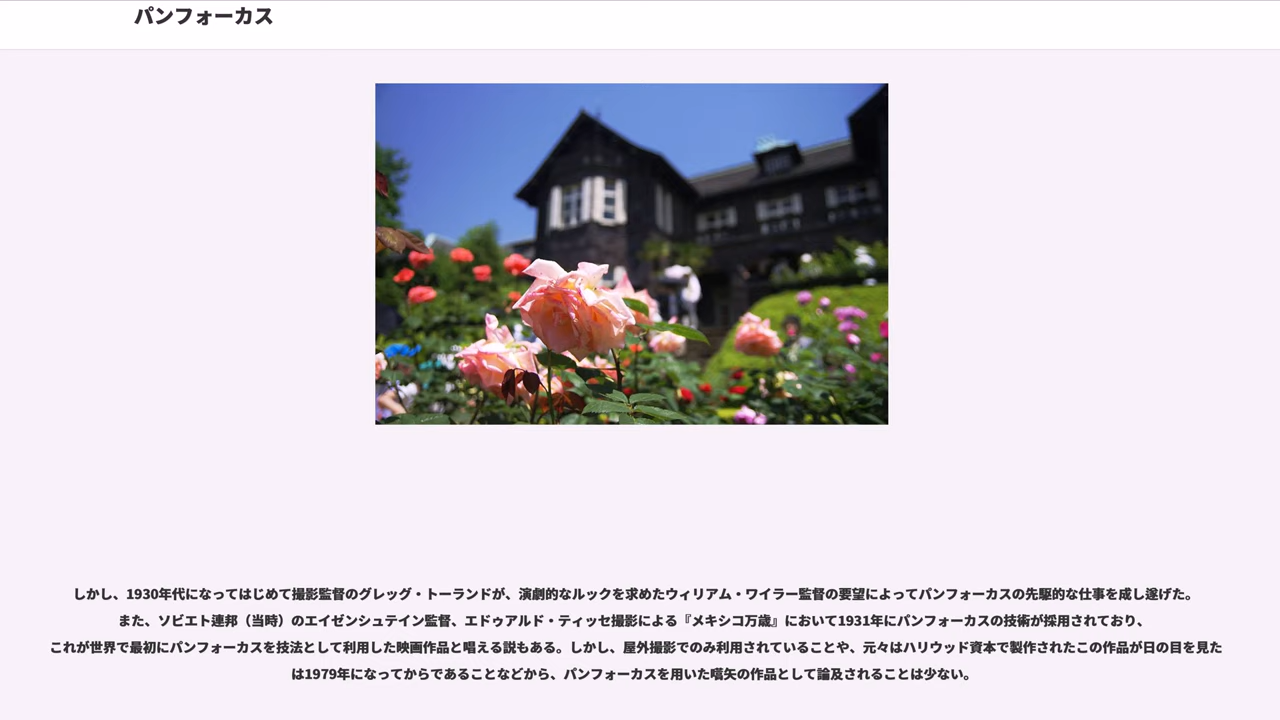 パンフォーカス
しかし、1930年代になってはじめて撮影監督のグレッグ・トーランドが、演劇的なルックを求めたウィリアム・ワイラー監督の要望によってパンフォーカスの先駆的な仕事を成し遂げた。
また、ソビエト連邦（当時）のエイゼンシュテイン監督、エドゥアルド・ティッセ撮影による『メキシコ万歳』において1931年にパンフォーカスの技術が採用されており、
これが世界で最初にパンフォーカスを技法として利用した映画作品と唱える説もある。しかし、屋外撮影でのみ利用されていることや、元々はハリウッド資本で製作されたこの作品が日の目を見た
は1979年になってからであることなどから、パンフォーカスを用いた嚆矢の作品として論及されることは少ない。